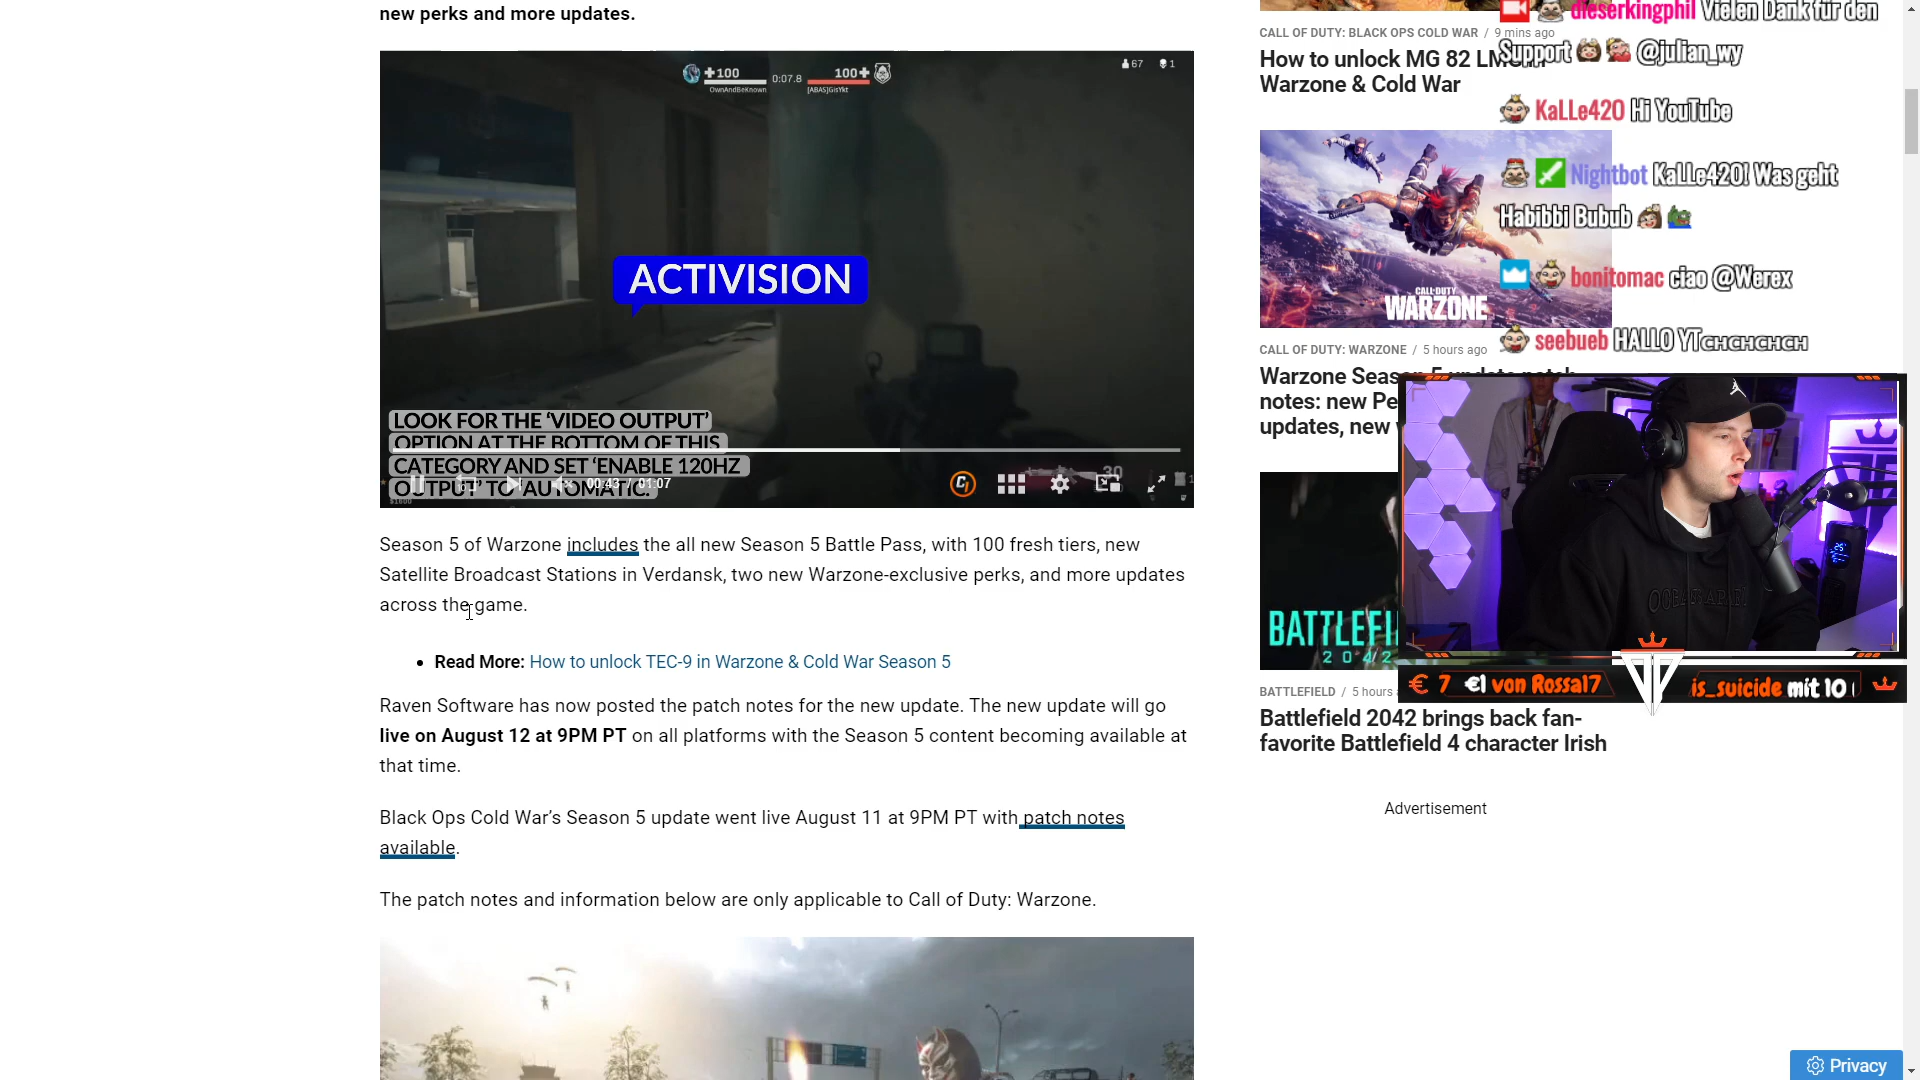 new perks and more updates.
+100 0:07.8 100+
OwnAndBeKnown [ABAS]GisYkt
67 1
ACTIVISION
LOOK FOR THE 'VIDEO OUTPUT'
OPTION AT THE BOTTOM OF THIS
CATEGORY AND SET 'ENABLE 120HZ
OUTPUT' TO 'AUTOMATIC.'
00:43 / 01:07
30
Season 5 of Warzone includes the all new Season 5 Battle Pass, with 100 fresh tiers, new
Satellite Broadcast Stations in Verdansk, two new Warzone-exclusive perks, and more updates
across the game.
• Read More: How to unlock TEC-9 in Warzone & Cold War Season 5
Raven Software has now posted the patch notes for the new update. The new update will go
live on August 12 at 9PM PT on all platforms with the Season 5 content becoming available at
that time.
Black Ops Cold War's Season 5 update went live August 11 at 9PM PT with patch notes
available.
The patch notes and information below are only applicable to Call of Duty: Warzone.
CALL OF DUTY: BLACK OPS COLD WAR / 9 mins ago
How to unlock MG 82 LMG in
Warzone & Cold War
CALL OF DUTY
WARZONE
CALL OF DUTY: WARZONE / 5 hours ago
Warzone Season 5 update patch
notes: new Pe
updates, new
BATTLEFI
2042
BATTLEFIELD / 5 hours
Battlefield 2042 brings back fan-
favorite Battlefield 4 character Irish
Advertisement
dieserkingphil Vielen Dank für den
Support @julian_wy
KaLLe420 Hi YouTube
Nightbot KaLLe420! Was geht
Habibbi Bubub
bonitomac ciao @Werex
seebueb HALLO YTCHCHCHCH
€ 7 €1 von Rossa17
is_suicide mit 10
Privacy